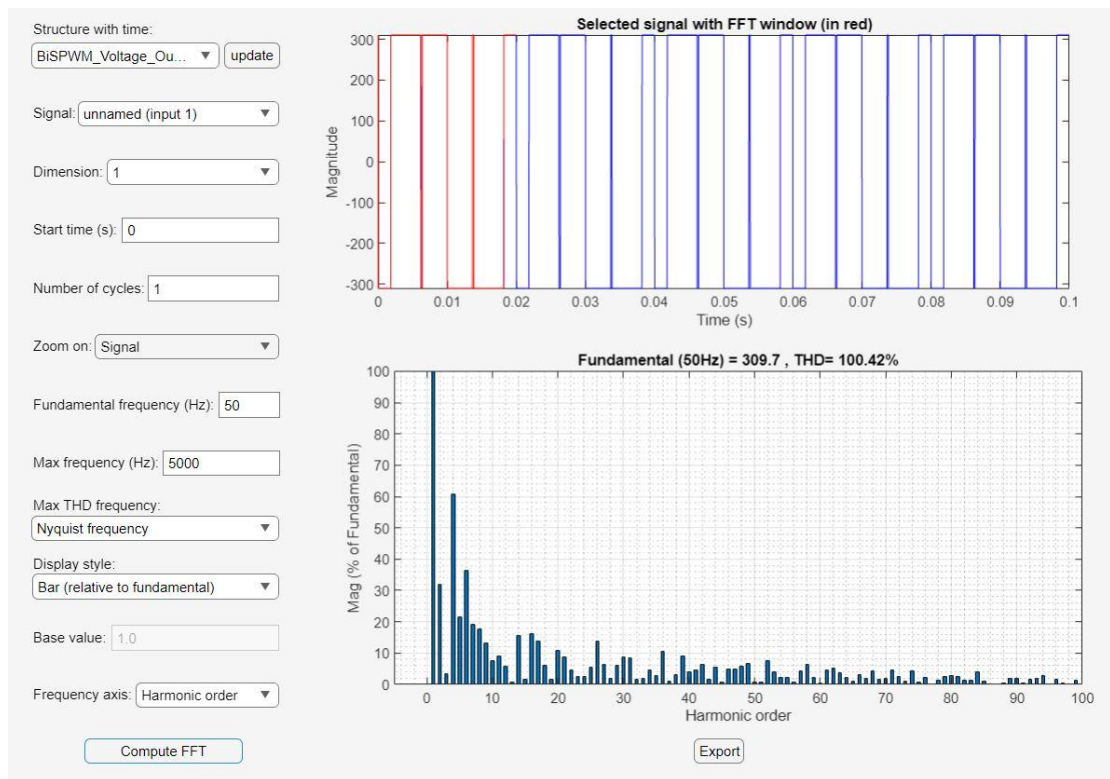 Structure with time:
BiSPWM_Voltage_Ou...
update
Signal: unnamed (input 1)
Dimension: 1
Start time (s): 0
Number of cycles: 1
Zoom on: Signal
Fundamental frequency (Hz): 50
Max frequency (Hz): 5000
Max THD frequency:
Nyquist frequency
Display style:
Bar (relative to fundamental)
Base value: 1.0
Frequency axis: Harmonic order
Compute FFT
Selected signal with FFT window (in red)
300
200
100
0
-100
-200
-300
Magnitude
0 0.01 0.02 0.03 0.04 0.05 0.06 0.07 0.08 0.09 0.1
Time (s)
Fundamental (50Hz) = 309.7 , THD= 100.42%
100
90
80
70
60
50
40
30
20
10
0
Mag (% of Fundamental)
0 10 20 30 40 50 60 70 80 90 100
Harmonic order
Export